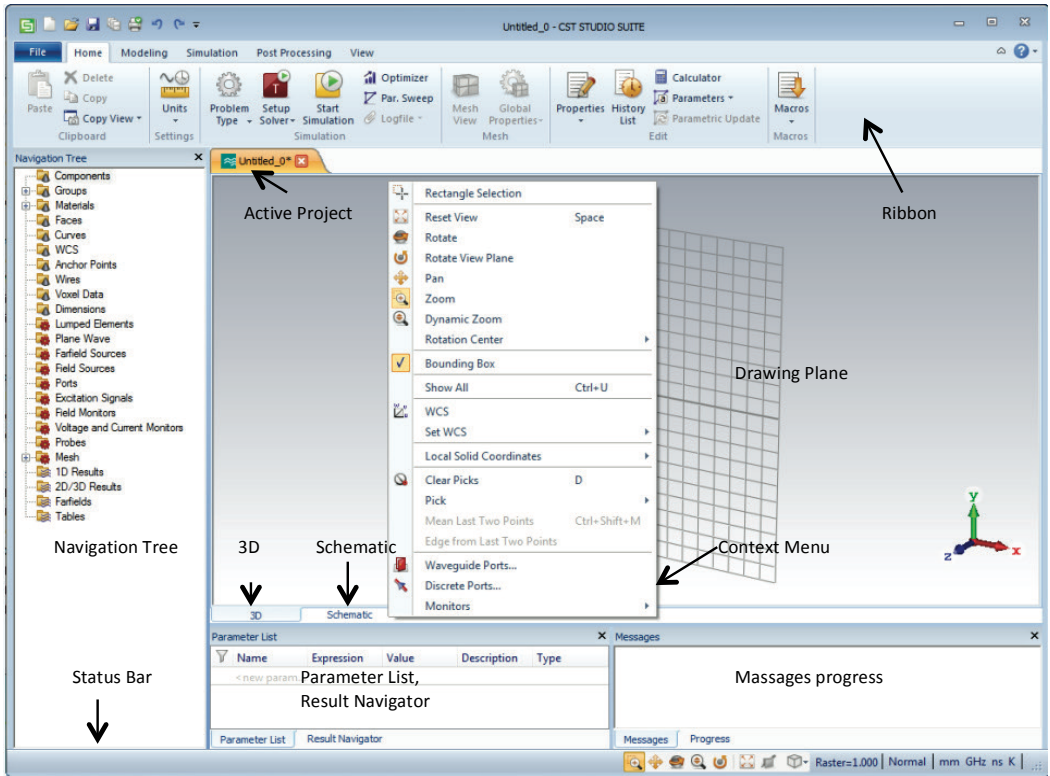 Untitled_0 - CST STUDIO SUITE
File Home Modeling Simulation Post Processing View
Paste
Delete
Copy
Copy View
Clipboard
Units
Settings
Problem Type
Setup Solver
Start Simulation
Optimizer
Par. Sweep
Logfile
Simulation
Mesh View
Global Properties
Mesh
Properties
History List
Calculator
Parameters
Parametric Update
Edit
Macros
Macros
Navigation Tree
Components
Groups
Materials
Faces
Curves
WCS
Anchor Points
Wires
Voxel Data
Dimensions
Lumped Elements
Plane Wave
Farfield Sources
Field Sources
Ports
Excitation Signals
Field Monitors
Voltage and Current Monitors
Probes
Mesh
1D Results
2D/3D Results
Farfields
Tables
Navigation Tree
Status Bar
Untitled_0*
Active Project
Ribbon
Rectangle Selection
Reset View Space
Rotate
Rotate View Plane
Pan
Zoom
Dynamic Zoom
Rotation Center
Bounding Box
Show All Ctrl+U
WCS
Set WCS
Local Solid Coordinates
Clear Picks D
Pick
Mean Last Two Points Ctrl+Shift+M
Edge from Last Two Points
Waveguide Ports...
Discrete Ports...
Monitors
Drawing Plane
Context Menu
y
z
x
3D
Schematic
3D Schematic
Parameter List
Name Expression Value Description Type
<new param
Parameter List,
Result Navigator
Parameter List Result Navigator
Messages
Massages progress
Messages Progress
Raster=1.000 Normal mm GHz ns K